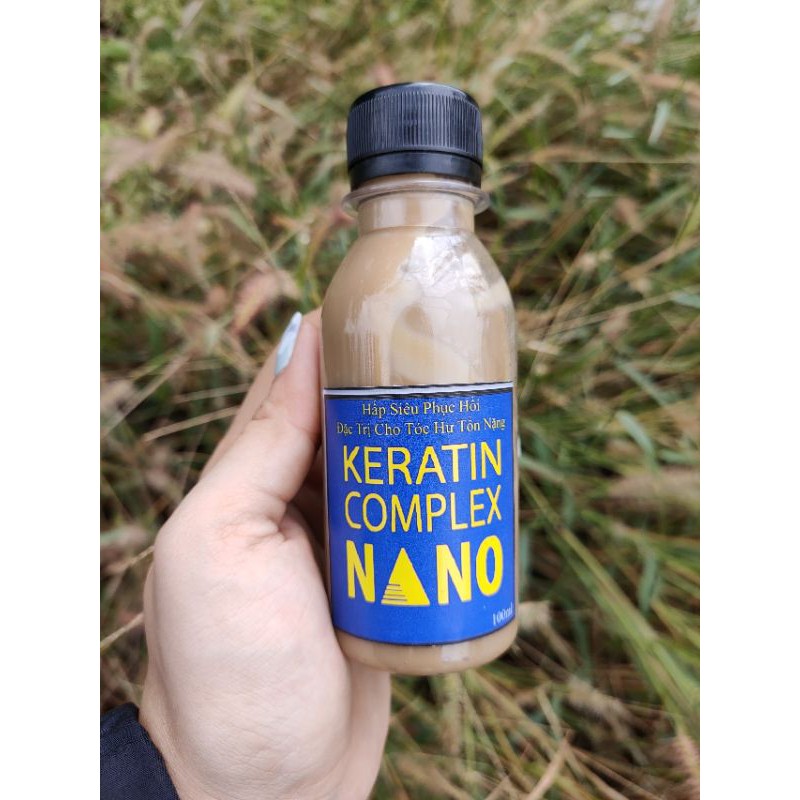 Hấp Siêu Phục Hồi
Đặc Trị Cho Tóc Hư Tổn Nặng
KERATIN
COMPLEX
NANO
100ml